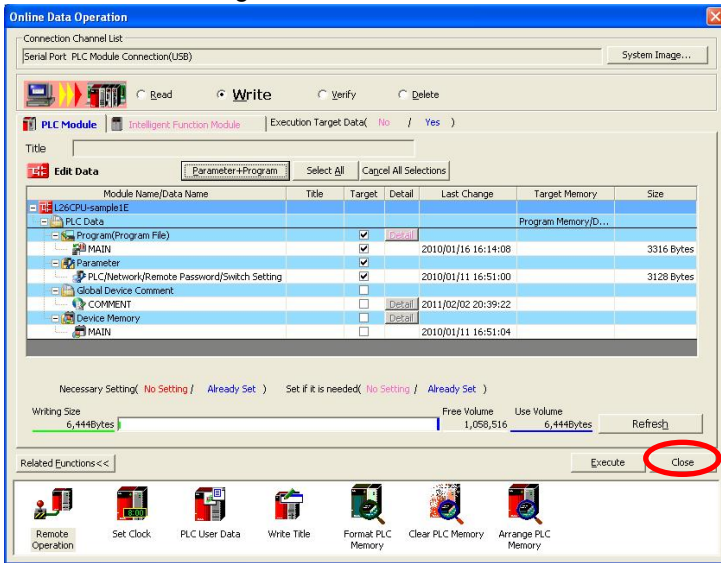 Online Data Operation
Connection Channel List
Serial Port PLC Module Connection(USB)
System Image...
Read
Write
Verify
Delete
PLC Module
Intelligent Function Module
Execution Target Data( No / Yes )
Title
Edit Data
Parameter+Program
Select All
Cancel All Selections
Module Name/Data Name Title Target Detail Last Change Target Memory Size
L26CPU-sample1E
PLC Data Program Memory/D...
Program(Program File) Detail
MAIN 2010/01/16 16:14:08 3316 Bytes
Parameter
PLC/Network/Remote Password/Switch Setting 2010/01/11 16:51:00 3128 Bytes
Global Device Comment
COMMENT Detail 2011/02/02 20:39:22
Device Memory Detail
MAIN 2010/01/11 16:51:04
Necessary Setting( No Setting / Already Set ) Set if it is needed( No Setting / Already Set )
Writing Size Free Volume Use Volume
6,444Bytes 1,058,516 6,444Bytes Refresh
Related Functions<<
Execute
Close
Remote Operation
Set Clock
PLC User Data
Write Title
Format PLC Memory
Clear PLC Memory
Arrange PLC Memory